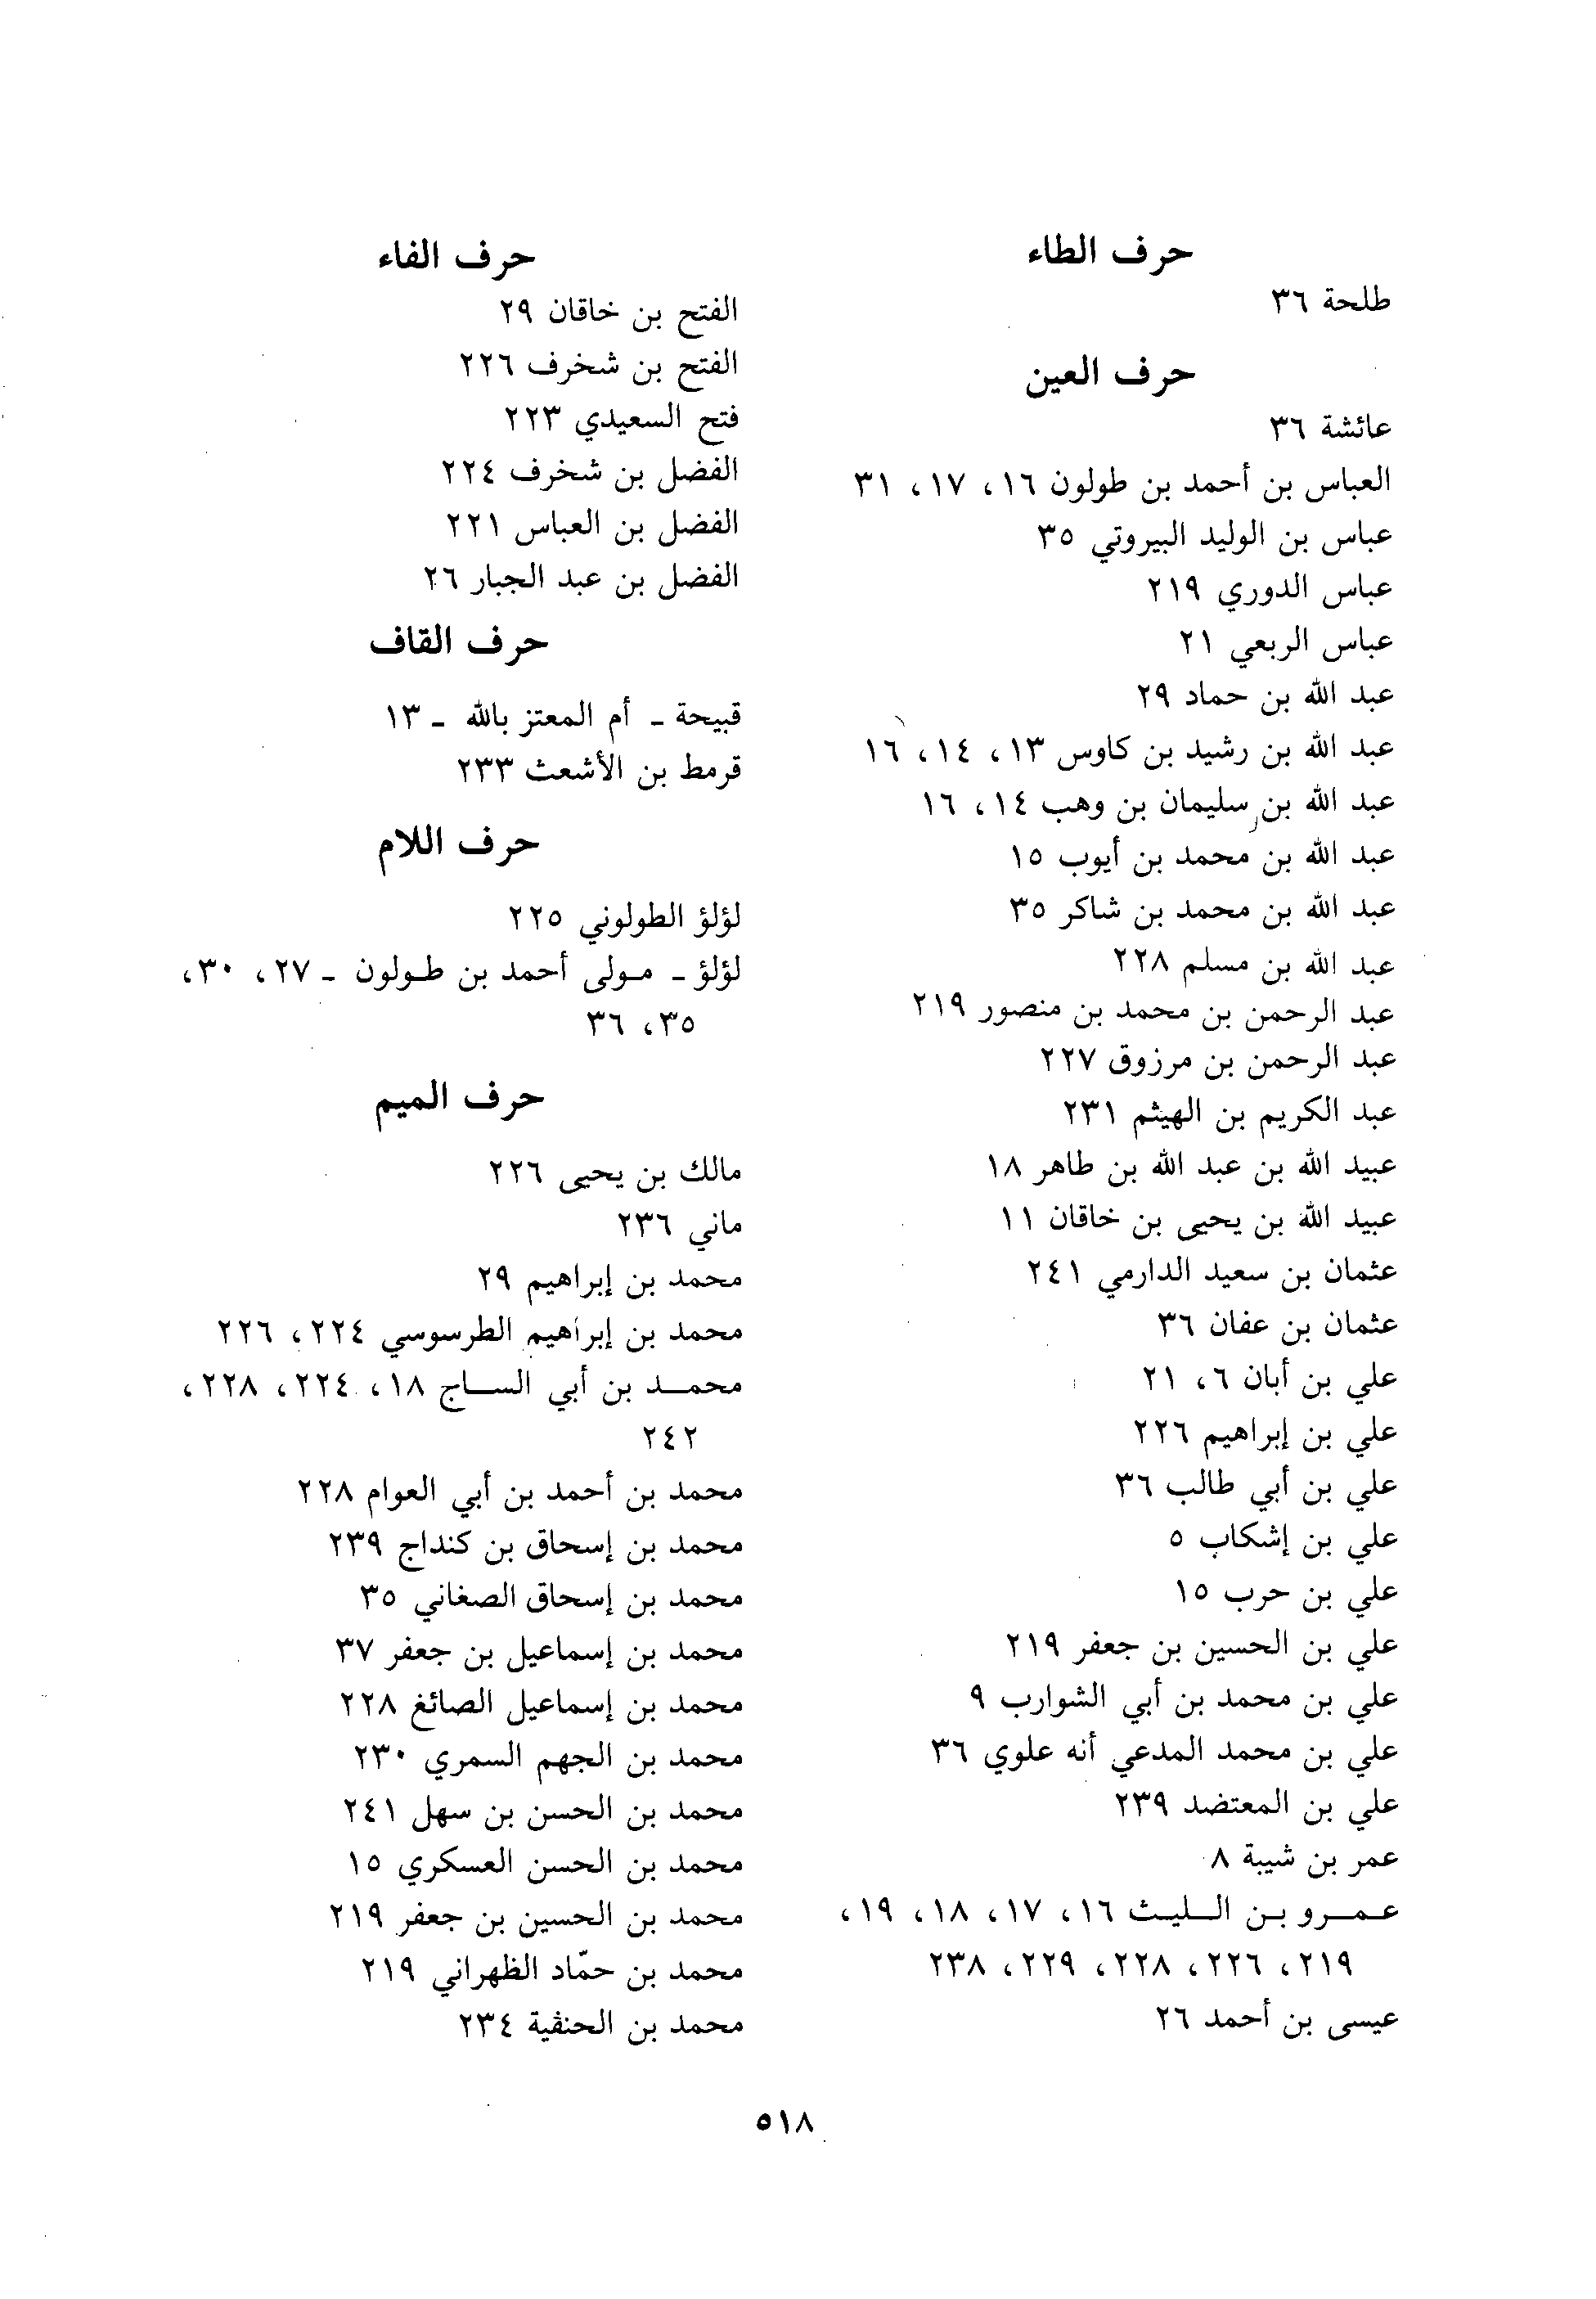 حرف الطاء
طلحة ٣٦
حرف العين
عائشة ٣٦
العباس بن أحمد بن طولون ١٦، ١٧، ٣١
عباس بن الوليد البيروتي ٣٥
عباس الدوري ٢١٩
عباس الربعي ٢١
عبد الله بن حماد ٢٩
عبد الله بن رشيد بن كاوس ١٣، ١٤، ١٦
عبد الله بن سليمان بن وهب ١٤، ١٦
عبد الله بن محمد بن أيوب ١٥
عبد الله بن محمد بن شاكر ٣٥
عبد الله بن مسلم ٢٢٨
عبد الرحمن بن محمد بن منصور ٢١٩
عبد الرحمن بن مرزوق ٢٢٧
عبد الكريم بن الهيثم ٢٣١
عبيد الله بن عبد الله بن طاهر ١٨
عبيد الله بن يحيى بن خاقان ١١
عثمان بن سعيد الدارمي ٢٤١
عثمان بن عفان ٣٦
علي بن أبان ٦، ٢١
علي بن إبراهيم ٢٢٦
علي بن أبي طالب ٣٦
علي بن إشكاب ٥
علي بن حرب ١٥
علي بن الحسين بن جعفر ٢١٩
علي بن محمد بن أبي الشوارب ٩
علي بن محمد المدعي أنه علوي ٣٦
علي بن المعتضد ٢٣٩
عمر بن شيبة ٨
عمرو بن الليث ١٦، ١٧، ١٨، ١٩،
٢١٩، ٢٢٦، ٢٢٨، ٢٢٩، ٢٣٨
عيسى بن أحمد ٢٦
حرف الفاء
الفتح بن خاقان ٢٩
الفتح بن شخرف ٢٢٦
فتح السعيدي ٢٢٣
الفضل بن شخرف ٢٢٤
الفضل بن العباس ٢٢١
الفضل بن عبد الجبار ٢٦
حرف القاف
قبيحة - أم المعتز بالله - ١٣
قرمط بن الأشعث ٢٣٣
حرف اللام
لؤلؤ الطولوني ٢٢٥
لؤلؤ - مولى أحمد بن طولون - ٢٧، ٣٠،
٣٥، ٣٦
حرف الميم
مالك بن يحيى ٢٢٦
ماني ٢٣٦
محمد بن إبراهيم ٢٩
محمد بن إبراهيم الطرسوسي ٢٢٤، ٢٢٦
محمد بن أبي الساج ١٨، ٢٢٤، ٢٢٨،
٢٤٢
محمد بن أحمد بن أبي العوام ٢٢٨
محمد بن إسحاق بن كنداج ٢٣٩
محمد بن إسحاق الصغاني ٣٥
محمد بن إسماعيل بن جعفر ٣٧
محمد بن إسماعيل الصائغ ٢٢٨
محمد بن الجهم السمري ٢٣٠
محمد بن الحسن بن سهل ٢٤١
محمد بن الحسن العسكري ١٥
محمد بن الحسين بن جعفر ٢١٩
محمد بن حمّاد الظهراني ٢١٩
محمد بن الحنفية ٢٣٤
٥١٨